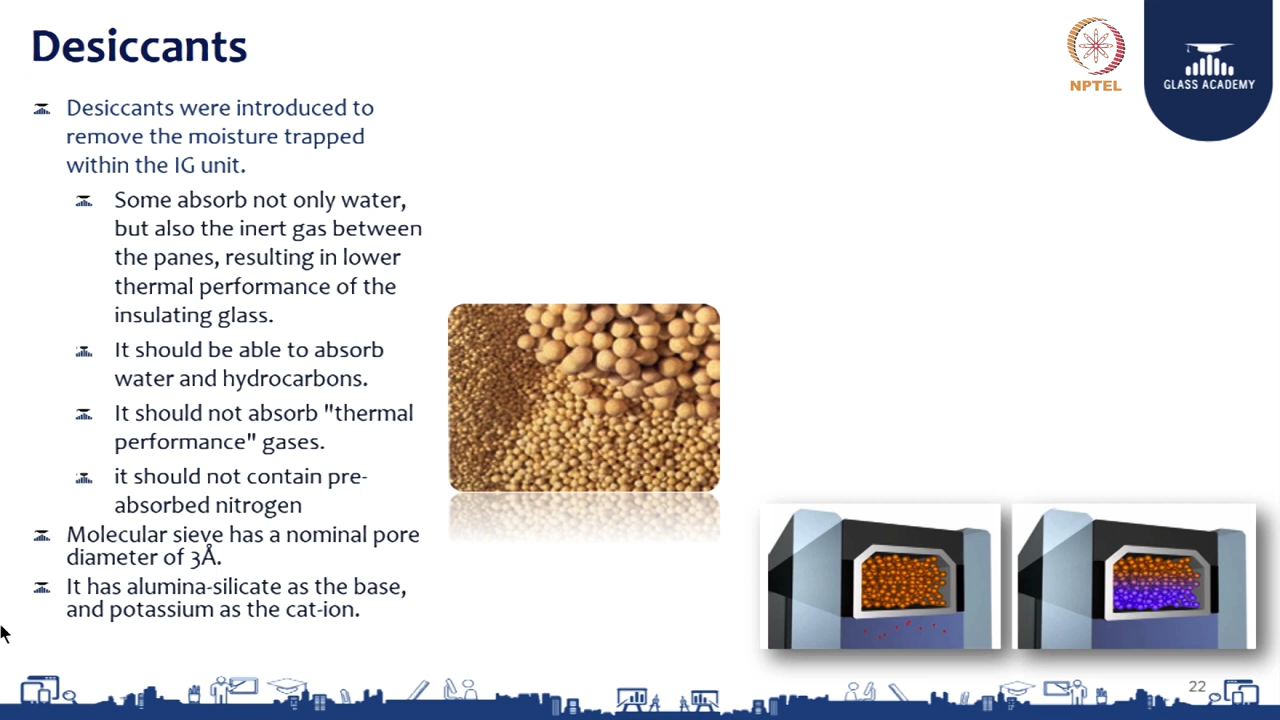 Desiccants
NPTEL
GLASS ACADEMY
Desiccants were introduced to
remove the moisture trapped
within the IG unit.
Some absorb not only water,
but also the inert gas between
the panes, resulting in lower
thermal performance of the
insulating glass.
It should be able to absorb
water and hydrocarbons.
It should not absorb "thermal
performance" gases.
it should not contain pre-
absorbed nitrogen
Molecular sieve has a nominal pore
diameter of 3Å.
It has alumina-silicate as the base,
and potassium as the cat-ion.
22